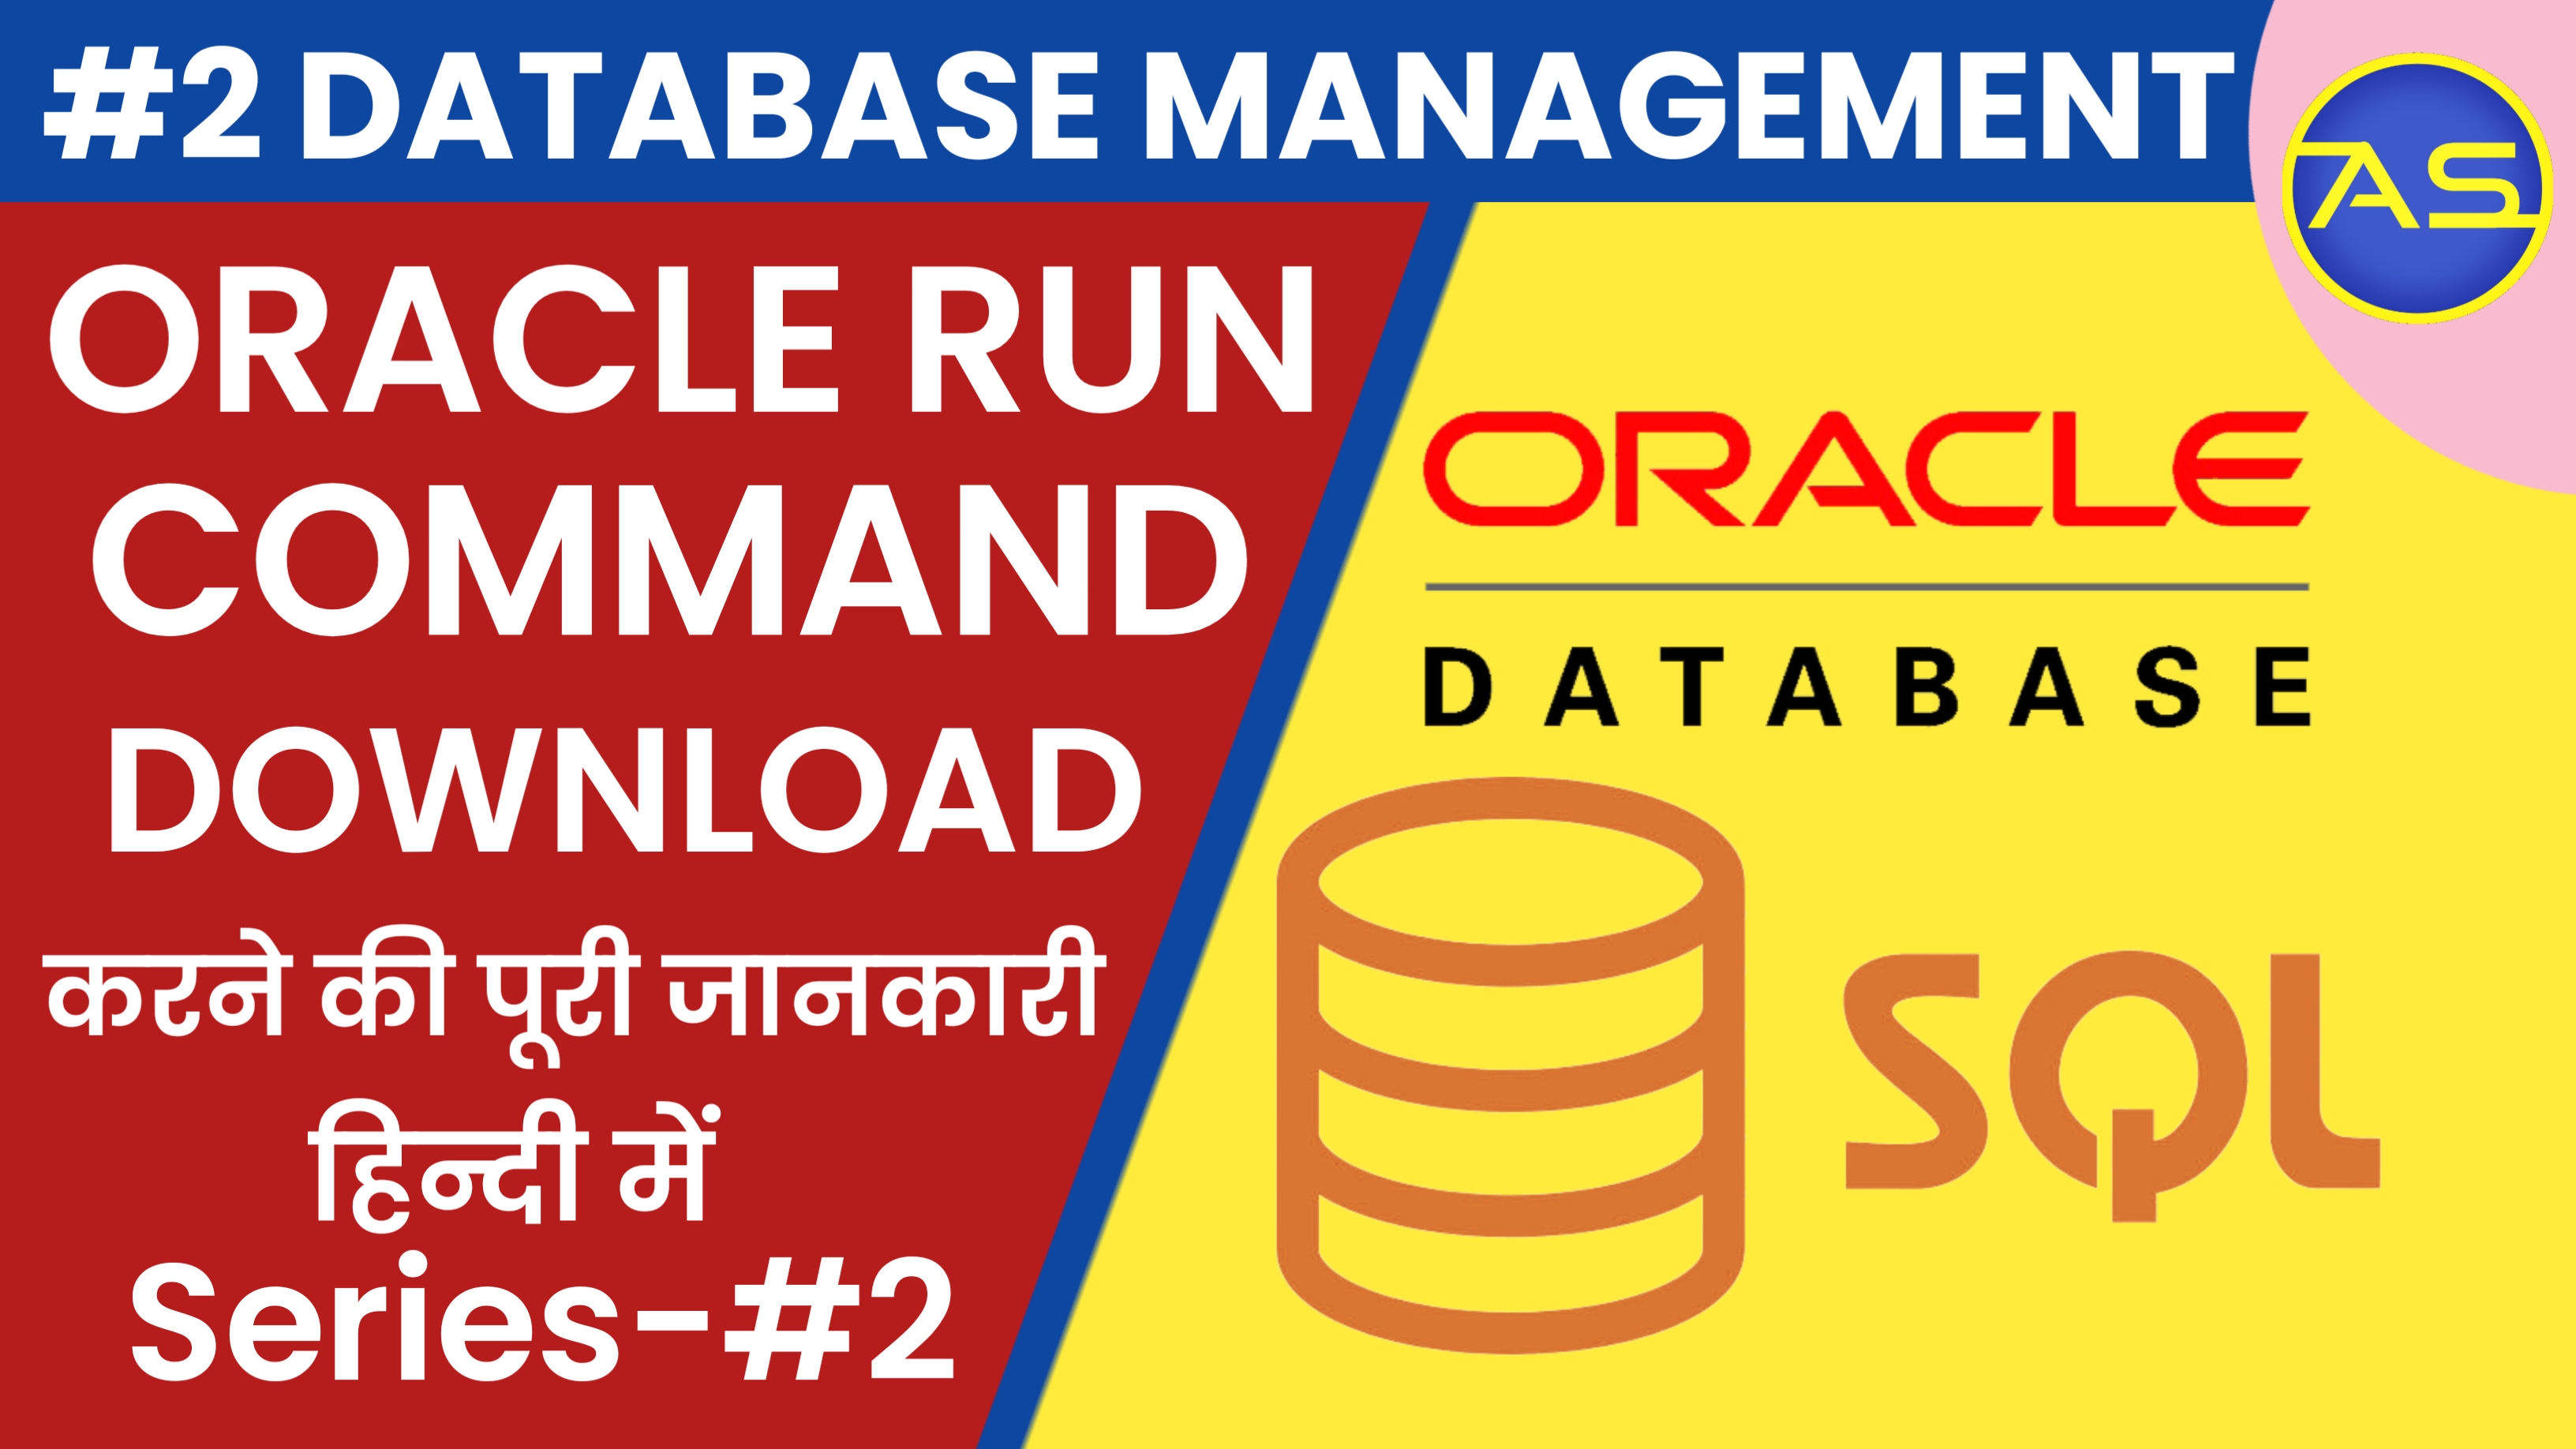 #2 DATABASE MANAGEMENT
AS
ORACLE RUN
COMMAND
DOWNLOAD
करने की पूरी जानकारी
हिन्दी में
Series-#2
ORACLE
DATABASE
SQL